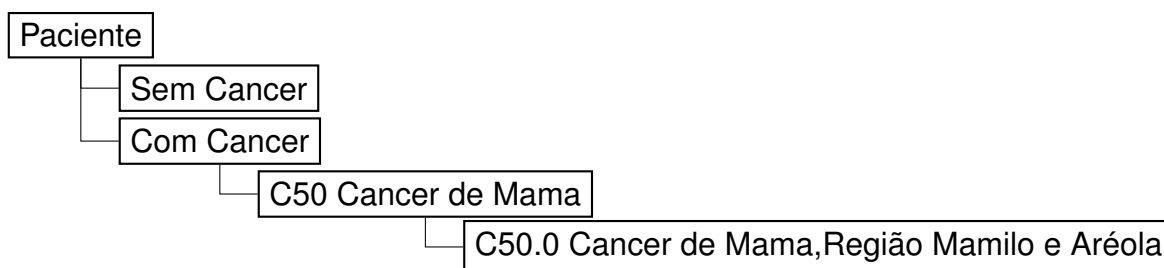 Paciente
Sem Cancer
Com Cancer
C50 Cancer de Mama
C50.0 Cancer de Mama,Região Mamilo e Aréola